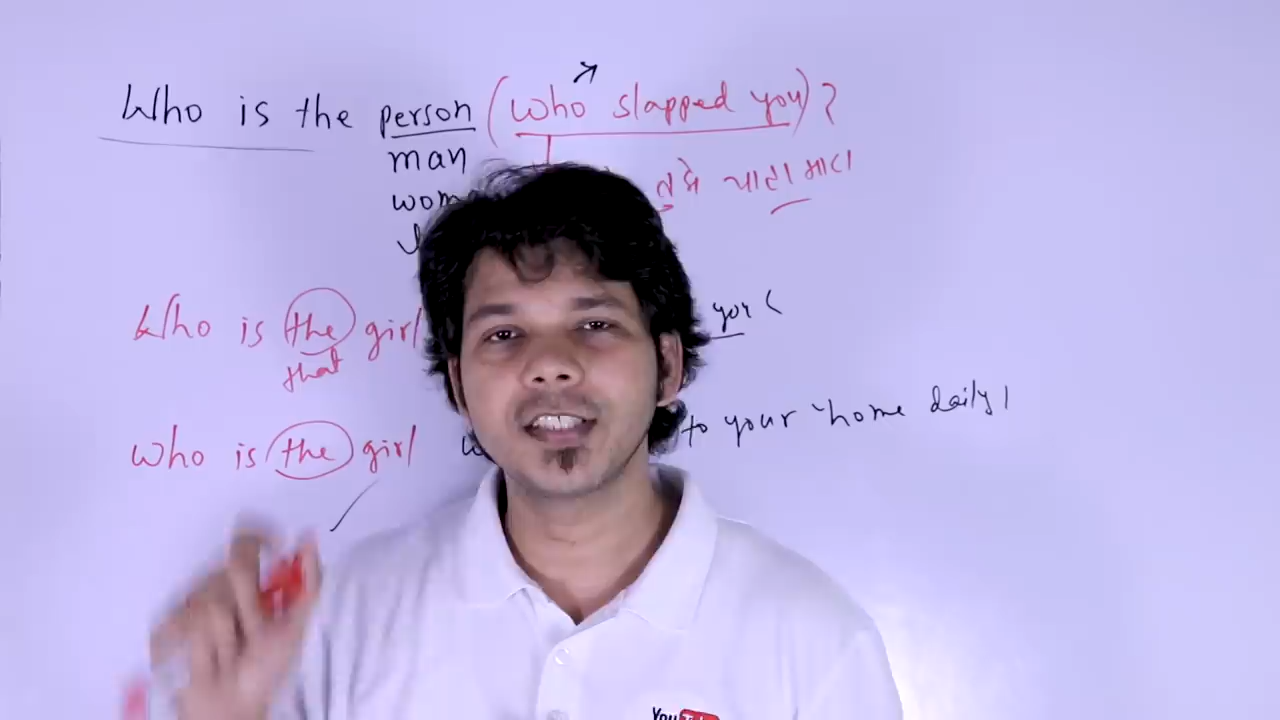 Who is the person (who slapped you)?
man
तुझे चाटा मारा
Who is the girl you
that
Who is the girl to your home daily
YouTube